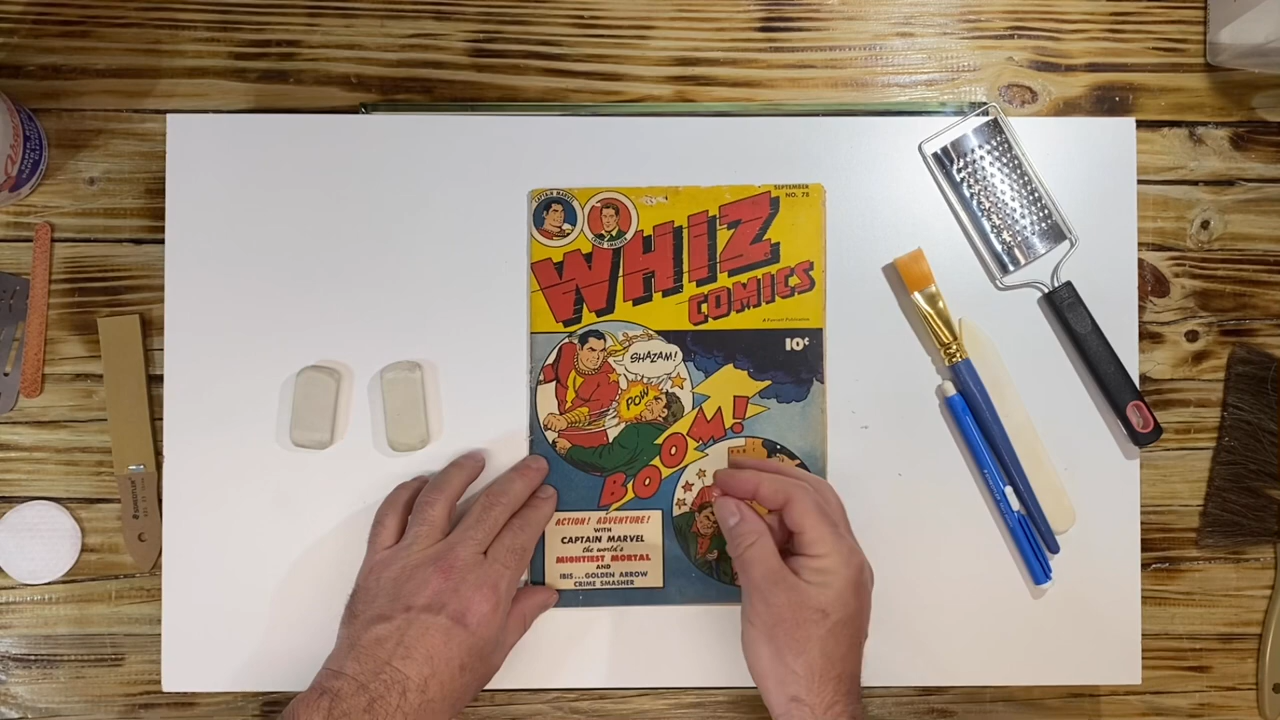 CAPTAIN MARVEL
CRIME SMASHER
SEPTEMBER
NO. 78
WHIZ
COMICS
A Fawcett Publication
10¢
SHAZAM!
POW
BOOM!
ACTION! ADVENTURE!
WITH
CAPTAIN MARVEL
the world's
MIGHTIEST MORTAL
AND
IBIS...GOLDEN ARROW
CRIME SMASHER
STAEDTLER